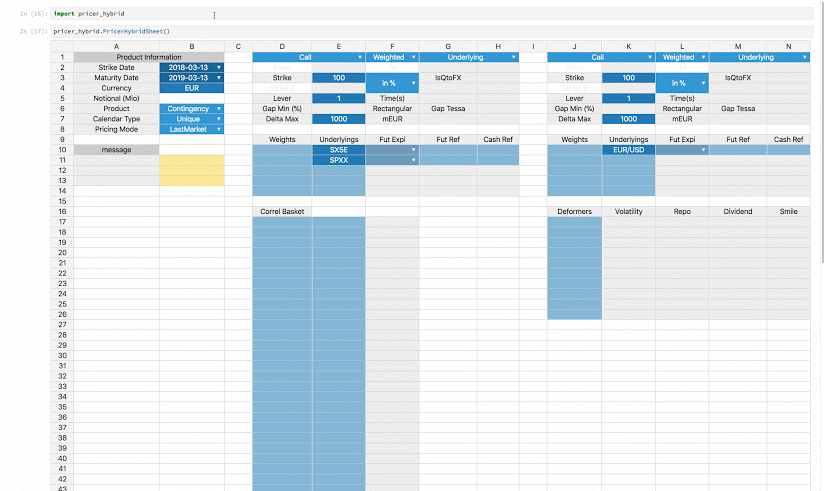 In [16]: import pricer_hybrid
In [17]: pricer_hybrid.PricerHybridSheet()
A B C D E F G H I J K L M N
1 Product Information Call Weighted Underlying Call Weighted Underlying
2 Strike Date 2018-03-13
3 Maturity Date 2019-03-13 Strike 100 in % IsQtoFX Strike 100 in % IsQtoFX
4 Currency EUR
5 Notional (Mio) Lever 1 Time(s) Lever 1 Time(s)
6 Product Contingency Gap Min (%) Rectangular Gap Tessa Gap Min (%) Rectangular Gap Tessa
7 Calendar Type Unique Delta Max 1000 mEUR Delta Max 1000 mEUR
8 Pricing Mode LastMarket
9 Weights Underlyings Fut Expi Fut Ref Cash Ref Weights Underlyings Fut Expi Fut Ref Cash Ref
10 message SX5E EUR/USD
11 SPXX
12
13
14
15
16 Correl Basket Deformers Volatility Repo Dividend Smile
17
18
19
20
21
22
23
24
25
26
27
28
29
30
31
32
33
34
35
36
37
38
39
40
41
42
43